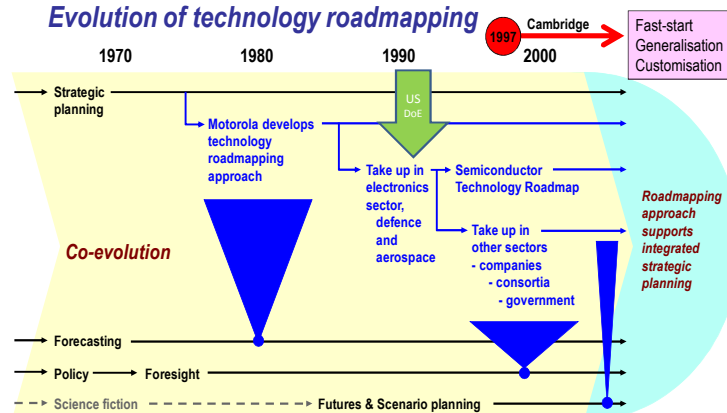 Evolution of technology roadmapping
1997
Cambridge
Fast-start
Generalisation
Customisation
1970
1980
1990
2000
Strategic
planning
US
DoE
Motorola develops
technology
roadmapping
approach
Take up in
electronics
sector,
defence
and
aerospace
Semiconductor
Technology Roadmap
Take up in
other sectors
- companies
- consortia
- government
Roadmapping
approach
supports
integrated
strategic
planning
Co-evolution
Forecasting
Policy
Foresight
Science fiction
Futures & Scenario planning